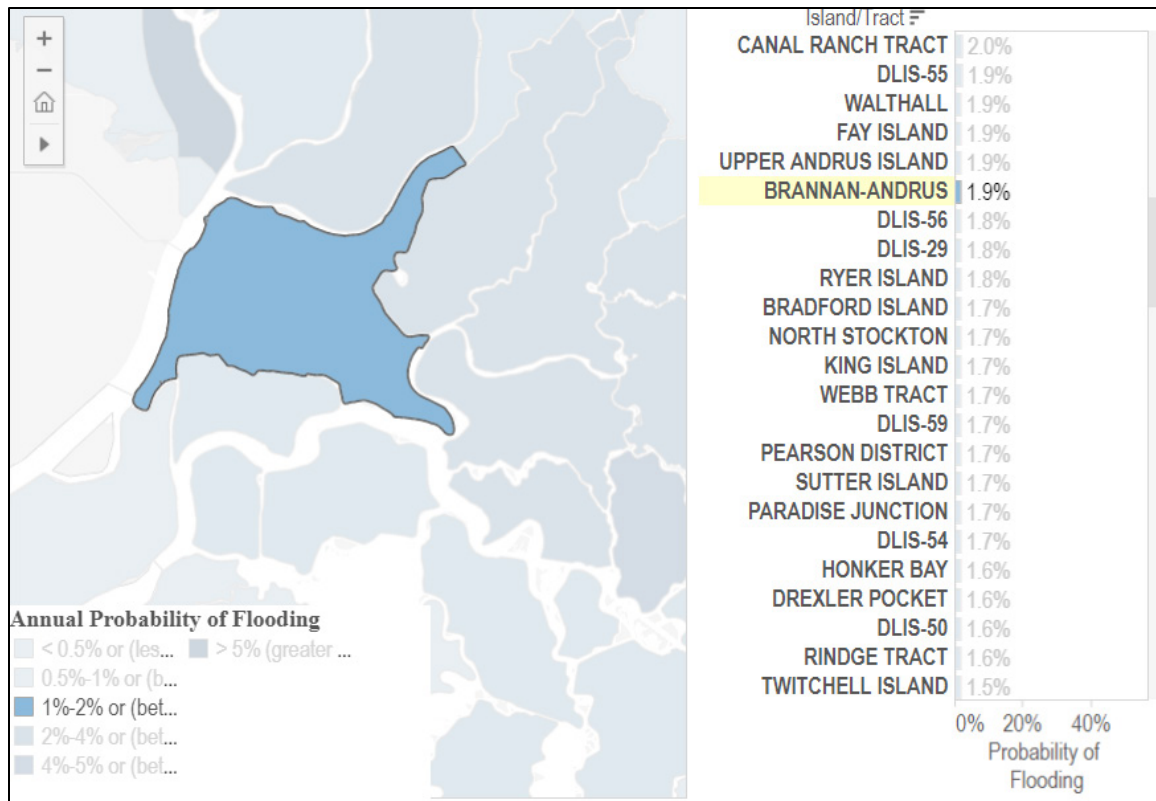 Island/Tract
CANAL RANCH TRACT 2.0%
DLIS-55 1.9%
WALTHALL 1.9%
FAY ISLAND 1.9%
UPPER ANDRUS ISLAND 1.9%
BRANNAN-ANDRUS 1.9%
DLIS-56 1.8%
DLIS-29 1.8%
RYER ISLAND 1.8%
BRADFORD ISLAND 1.7%
NORTH STOCKTON 1.7%
KING ISLAND 1.7%
WEBB TRACT 1.7%
DLIS-59 1.7%
PEARSON DISTRICT 1.7%
SUTTER ISLAND 1.7%
PARADISE JUNCTION 1.7%
DLIS-54 1.7%
HONKER BAY 1.6%
DREXLER POCKET 1.6%
DLIS-50 1.6%
RINDGE TRACT 1.6%
TWITCHELL ISLAND 1.5%
0% 20% 40%
Probability of
Flooding
Annual Probability of Flooding
< 0.5% or (les... > 5% (greater ...
0.5%-1% or (b...
1%-2% or (bet...
2%-4% or (bet...
4%-5% or (bet...